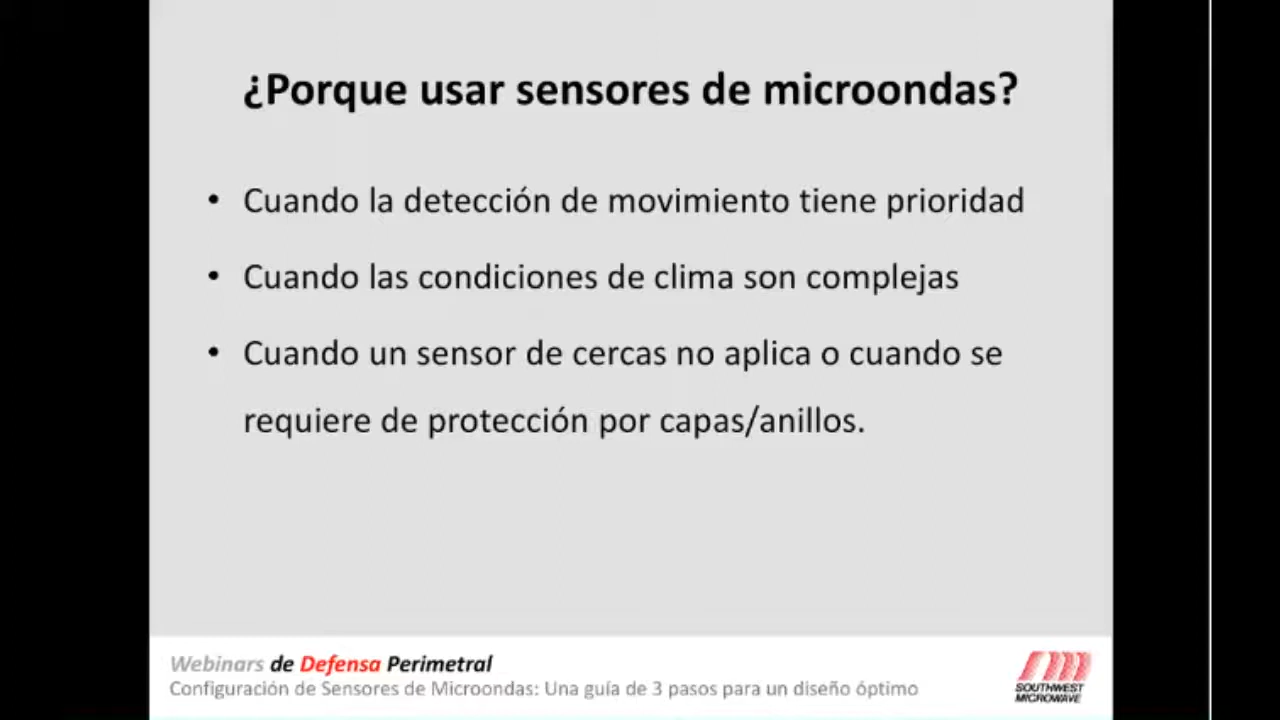 ¿Porque usar sensores de microondas?
• Cuando la detección de movimiento tiene prioridad
• Cuando las condiciones de clima son complejas
• Cuando un sensor de cercas no aplica o cuando se
requiere de protección por capas/anillos.
Webinars de Defensa Perimetral
Configuración de Sensores de Microondas: Una guía de 3 pasos para un diseño óptimo
SOUTHWEST
MICROWAVE